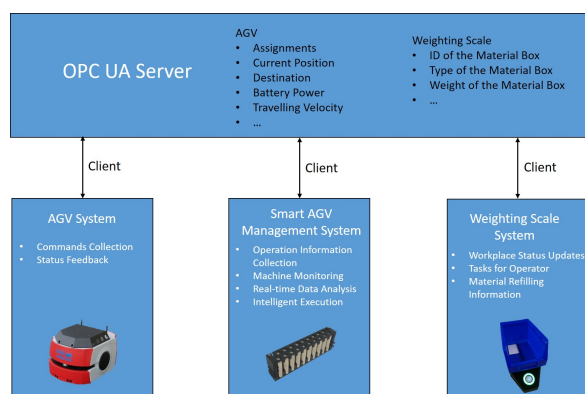 OPC UA Server
AGV
• Assignments
• Current Position
• Destination
• Battery Power
• Travelling Velocity
• ...
Weighting Scale
• ID of the Material Box
• Type of the Material Box
• Weight of the Material Box
• ...
Client
Client
Client
AGV System
• Commands Collection
• Status Feedback
Smart AGV
Management System
• Operation Information
Collection
• Machine Monitoring
• Real-time Data Analysis
• Intelligent Execution
Weighting Scale
System
• Workplace Status Updates
• Tasks for Operator
• Material Refilling
Information